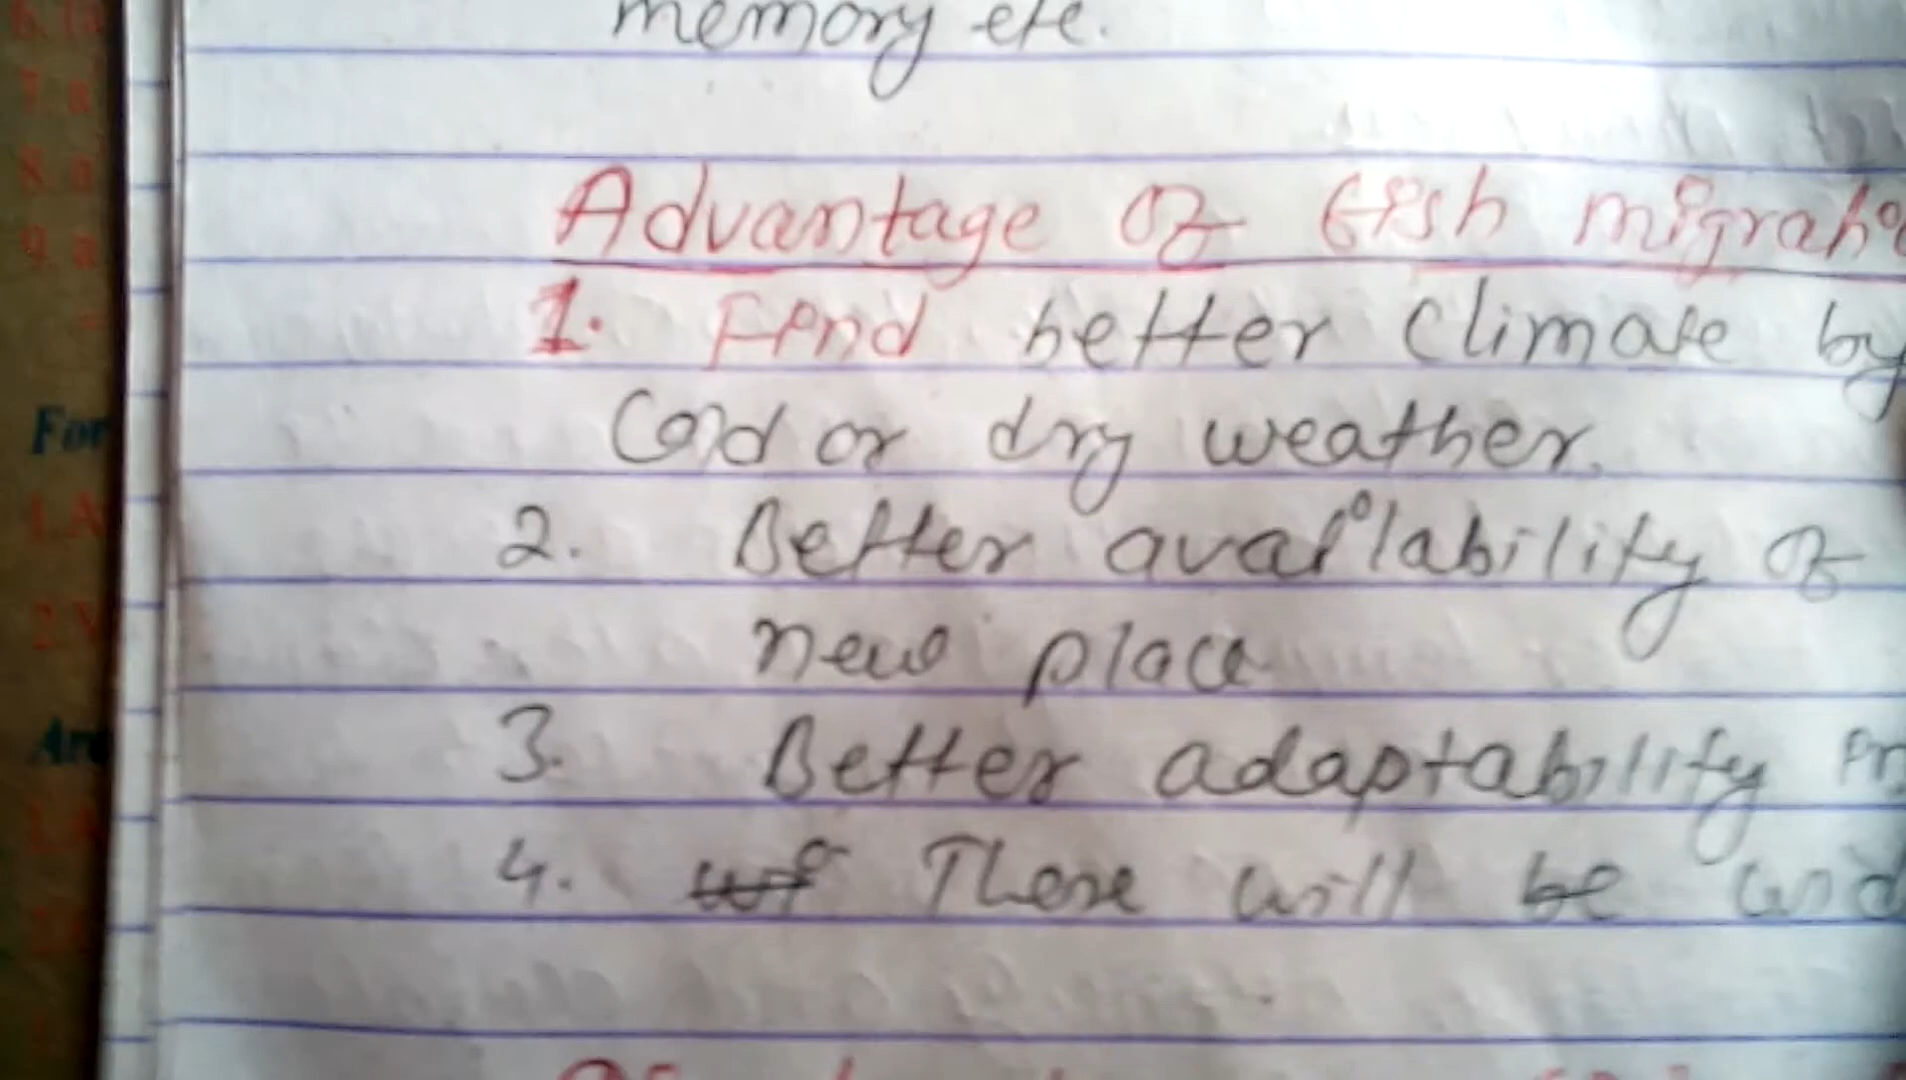 memory etc.
Advantage of fish
1. Find better climate by
Cold or dry weather.
2. Better availability of
new place
3. Better adaptability
4. There will be